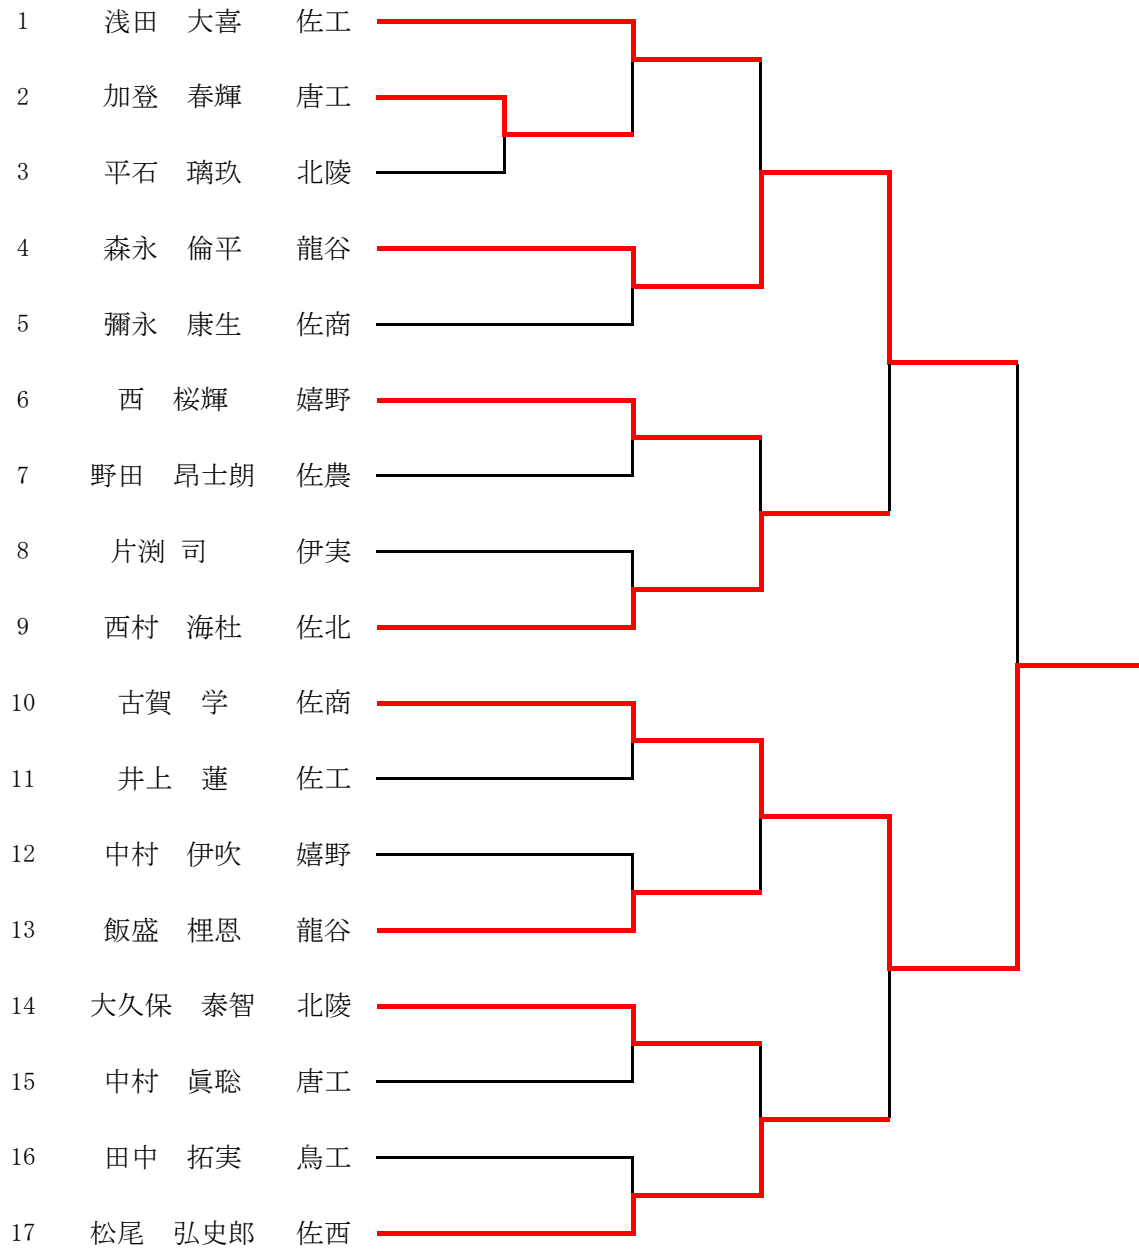 1 浅田 大喜 佐工
2 加登 春輝 唐工
3 平石 璃玖 北陵
4 森永 倫平 龍谷
5 彌永 康生 佐商
6 西 桜輝 嬉野
7 野田 昂士朗 佐農
8 片渕 司 伊実
9 西村 海杜 佐北
10 古賀 学 佐商
11 井上 蓮 佐工
12 中村 伊吹 嬉野
13 飯盛 梩恩 龍谷
14 大久保 泰智 北陵
15 中村 眞聡 唐工
16 田中 拓実 鳥工
17 松尾 弘史郎 佐西